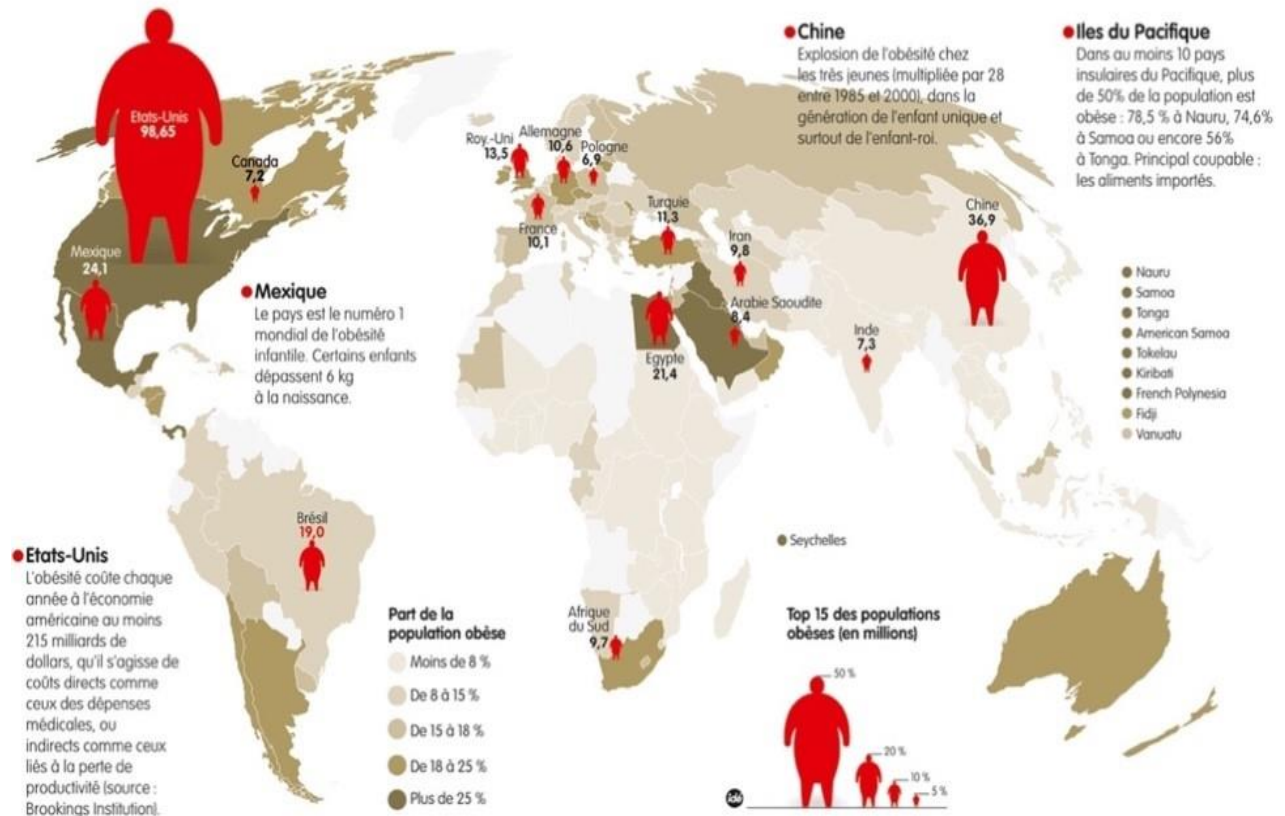 Etats-Unis
98,65
Canada
7,2
Mexique
24,1
• Mexique
Le pays est le numéro 1
mondial de l'obésité
infantile. Certains enfants
dépassent 6 kg
à la naissance.
Roy.-Uni
13,5
Allemagne
10,6
Pologne
6,9
France
10,1
Turquie
11,3
Iran
9,8
Arabie Saoudite
8,4
Egypte
21,4
Inde
7,3
Chine
36,9
• Chine
Explosion de l'obésité chez
les très jeunes (multipliée par 28
entre 1985 et 2000), dans la
génération de l'enfant unique et
surtout de l'enfant-roi.
• Iles du Pacifique
Dans au moins 10 pays
insulaires du Pacifique, plus
de 50% de la population est
obèse : 78,5 % à Nauru, 74,6%
à Samoa ou encore 56%
à Tonga. Principal coupable :
les aliments importés.
Nauru
Samoa
Tonga
American Samoa
Tokelau
Kiribati
French Polynesia
Fidji
Vanuatu
Seychelles
Brésil
19,0
Afrique
du Sud
9,7
• Etats-Unis
L'obésité coûte chaque
année à l'économie
américaine au moins
215 milliards de
dollars, qu'il s'agisse de
coûts directs comme
ceux des dépenses
médicales, ou
indirects comme ceux
liés à la perte de
productivité (source :
Brookings Institution).
Part de la
population obèse
Moins de 8 %
De 8 à 15 %
De 15 à 18 %
De 18 à 25 %
Plus de 25 %
Top 15 des populations
obèses (en millions)
50 %
20 %
10 %
5 %
idé